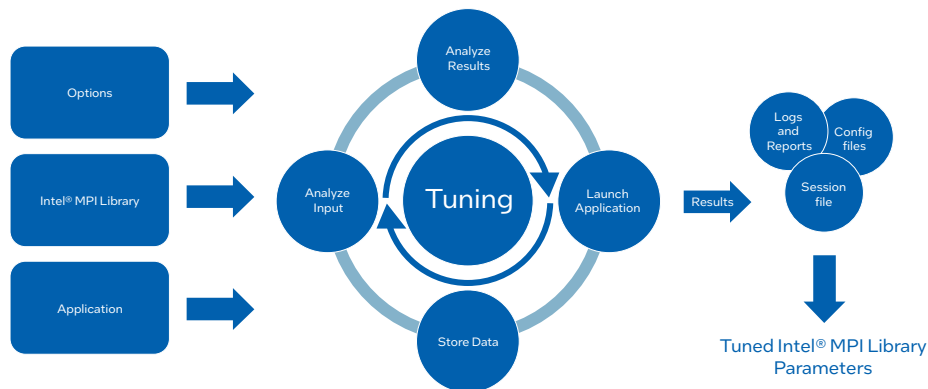 Options
Intel® MPI Library
Application
Analyze
Results
Analyze
Input
Tuning
Launch
Application
Store Data
Results
Logs
and
Reports
Config
files
Session
file
Tuned Intel® MPI Library
Parameters